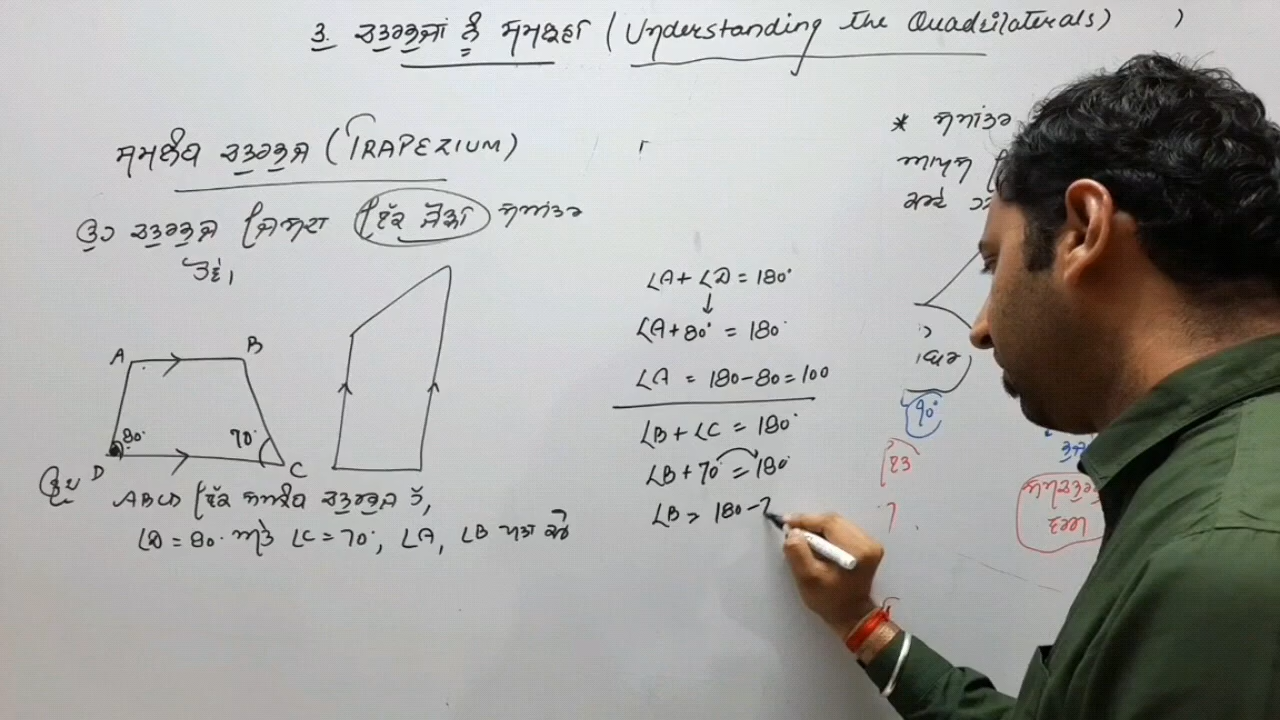 3. ਚਤੁਰਭੁਜਾਂ ਨੂੰ ਸਮਝਣਾ (Understanding the Quadrilaterals)
ਸਮਲੰਬ ਚਤੁਰਭੁਜ (TRAPEZIUM)
ਉਹ ਚਤੁਰਭੁਜ ਜਿਸਦਾ ਇੱਕ ਜੋੜਾ ਸਮਾਂਤਰ
ਹੋਵੇ।
A B
80° 70°
D C
ABCD ਇੱਕ ਸਮਲੰਬ ਚਤੁਰਭੁਜ ਹੈ,
∠D = 80° ਅਤੇ ∠C = 70°, ∠A, ∠B ਪਤਾ ਕਰੋ
∠A + ∠D = 180°
∠A + 80° = 180°
∠A = 180 - 80 = 100
∠B + ∠C = 180°
∠B + 70° = 180°
∠B = 180 - 7
* ਸਮਾਂਤਰ